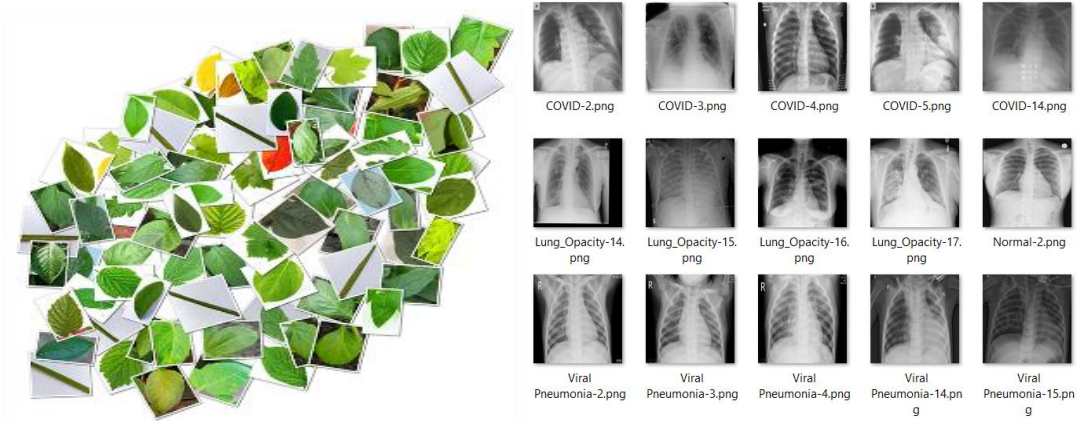 COVID-2.png
COVID-3.png
COVID-4.png
COVID-5.png
COVID-14.png
Lung_Opacity-14.
png
Lung_Opacity-15.
png
Lung_Opacity-16.
png
Lung_Opacity-17.
png
Normal-2.png
R
R
R
Viral
Pneumonia-2.png
Viral
Pneumonia-3.png
Viral
Pneumonia-4.png
Viral
Pneumonia-14.pn
g
Viral
Pneumonia-15.pn
g